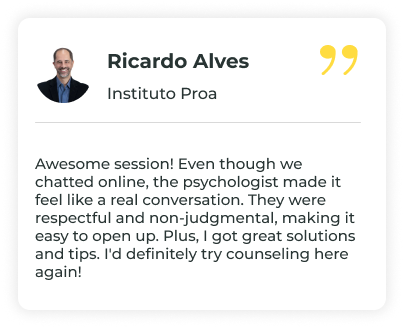 Ricardo Alves
Instituto Proa
Awesome session! Even though we
chatted online, the psychologist made it
feel like a real conversation. They were
respectful and non-judgmental, making it
easy to open up. Plus, I got great solutions
and tips. I'd definitely try counseling here
again!